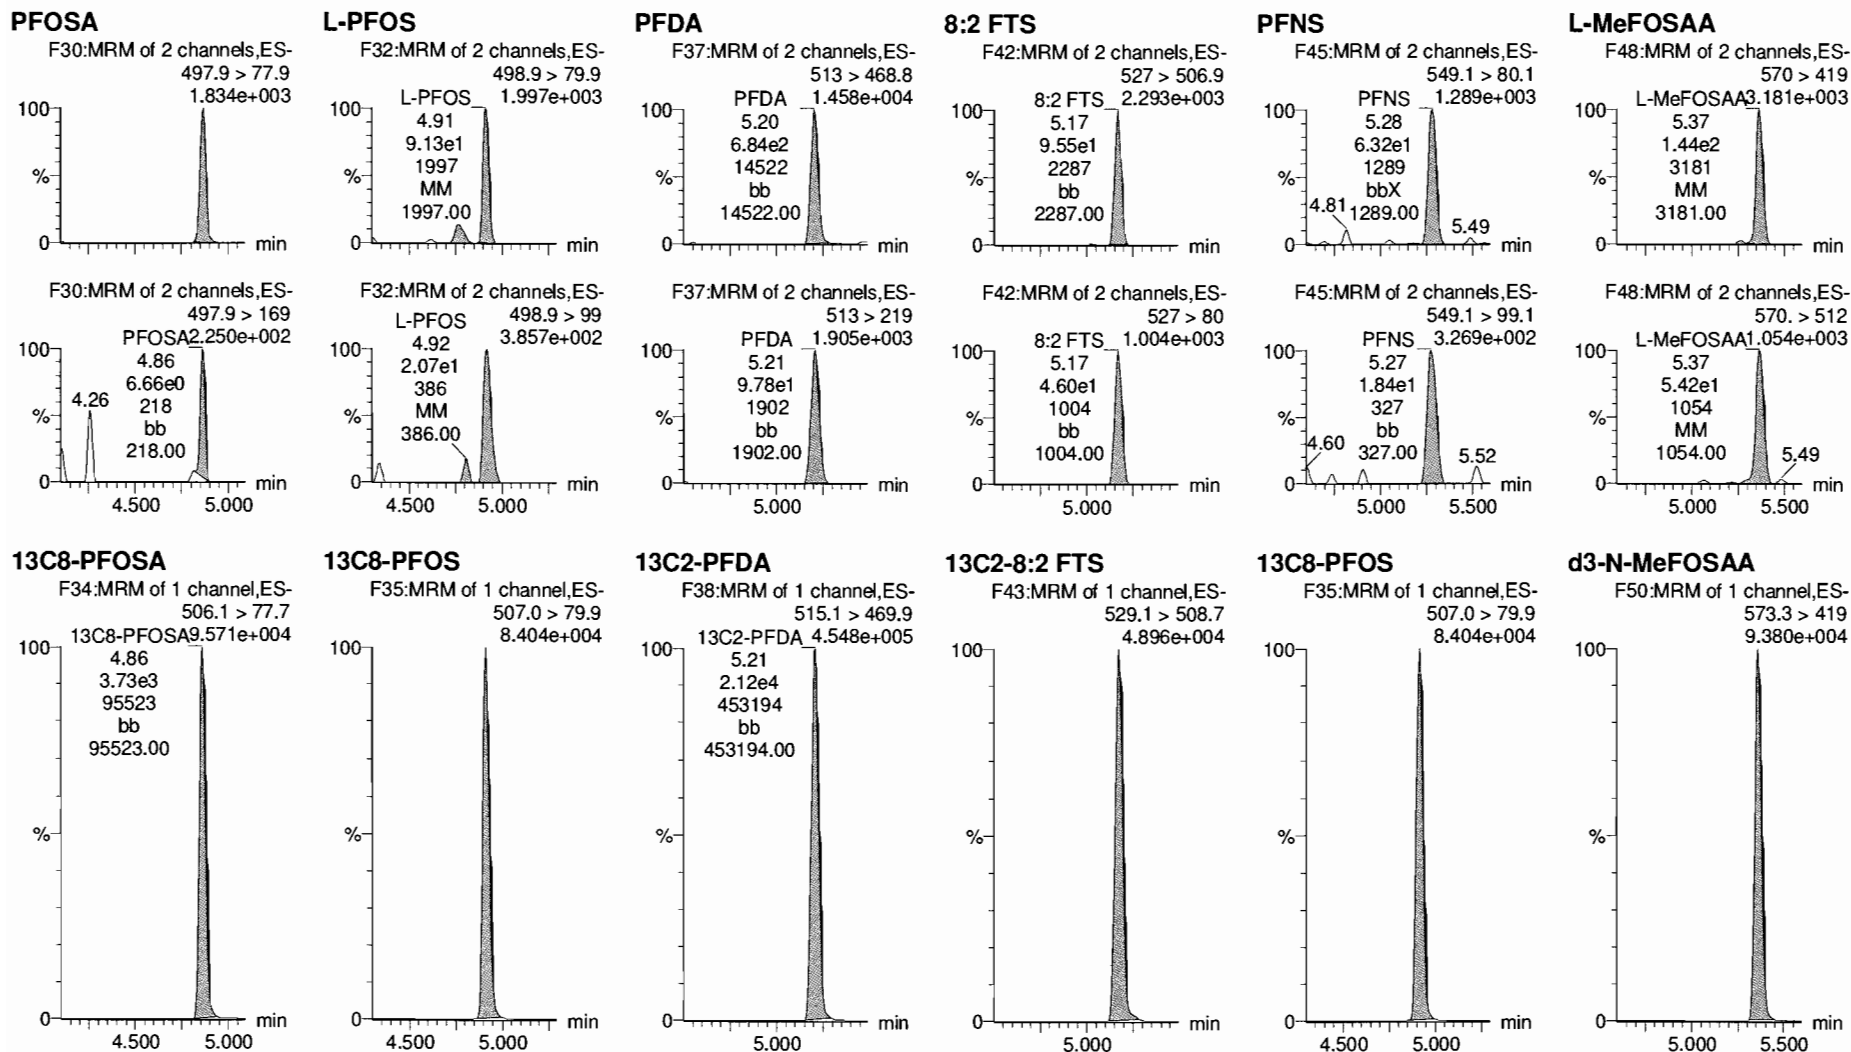 PFOSA
F30:MRM of 2 channels,ES-
497.9 > 77.9
1.834e+003
100
%
0
min
F30:MRM of 2 channels,ES-
497.9 > 169
PFOSA 2.250e+002
4.86
6.66e0
218
bb
218.00
4.26
100
%
0
min
4.500 5.000
L-PFOS
F32:MRM of 2 channels,ES-
498.9 > 79.9
L-PFOS 1.997e+003
4.91
9.13e1
1997
MM
1997.00
100
%
0
min
F32:MRM of 2 channels,ES-
498.9 > 99
L-PFOS 3.857e+002
4.92
2.07e1
386
MM
386.00
100
%
0
min
4.500 5.000
PFDA
F37:MRM of 2 channels,ES-
513 > 468.8
PFDA 1.458e+004
5.20
6.84e2
14522
bb
14522.00
100
%
0
min
F37:MRM of 2 channels,ES-
513 > 219
PFDA 1.905e+003
5.21
9.78e1
1902
bb
1902.00
100
%
0
min
5.000
8:2 FTS
F42:MRM of 2 channels,ES-
527 > 506.9
8:2 FTS 2.293e+003
5.17
9.55e1
2287
bb
2287.00
100
%
0
min
F42:MRM of 2 channels,ES-
527 > 80
8:2 FTS 1.004e+003
5.17
4.60e1
1004
bb
1004.00
100
%
0
min
5.000
PFNS
F45:MRM of 2 channels,ES-
549.1 > 80.1
PFNS 1.289e+003
5.28
6.32e1
1289
bbX
1289.00
4.81
5.49
100
%
0
min
F45:MRM of 2 channels,ES-
549.1 > 99.1
PFNS 3.269e+002
5.27
1.84e1
327
bb
327.00
4.60
5.52
100
%
0
min
5.000 5.500
L-MeFOSAA
F48:MRM of 2 channels,ES-
570 > 419
L-MeFOSAA 3.181e+003
5.37
1.44e2
3181
MM
3181.00
100
%
0
min
F48:MRM of 2 channels,ES-
570. > 512
L-MeFOSAA 1.054e+003
5.37
5.42e1
1054
MM
1054.00
5.49
100
%
0
min
5.000 5.500
13C8-PFOSA
F34:MRM of 1 channel,ES-
506.1 > 77.7
13C8-PFOSA 9.571e+004
4.86
3.73e3
95523
bb
95523.00
100
%
0
min
4.500 5.000
13C8-PFOS
F35:MRM of 1 channel,ES-
507.0 > 79.9
8.404e+004
100
%
0
min
4.500 5.000
13C2-PFDA
F38:MRM of 1 channel,ES-
515.1 > 469.9
13C2-PFDA 4.548e+005
5.21
2.12e4
453194
bb
453194.00
100
%
0
min
5.000
13C2-8:2 FTS
F43:MRM of 1 channel,ES-
529.1 > 508.7
4.896e+004
100
%
0
min
5.000
13C8-PFOS
F35:MRM of 1 channel,ES-
507.0 > 79.9
8.404e+004
100
%
0
min
4.500 5.000
d3-N-MeFOSAA
F50:MRM of 1 channel,ES-
573.3 > 419
9.380e+004
100
%
0
min
5.000 5.500